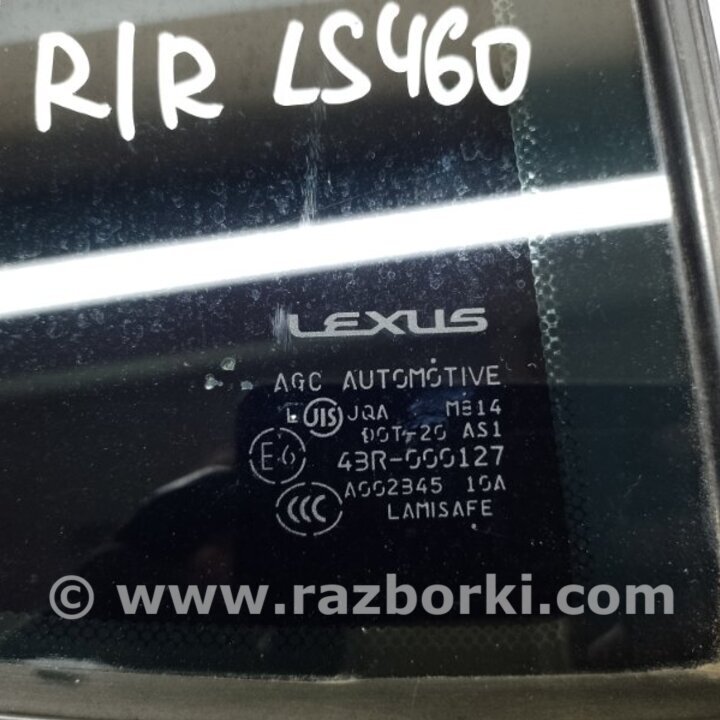 R/R LS460
LEXUS
AGC AUTOMOTIVE
L JIS JQA M314
DOT-20 AS1
E6 43R-000127
CCC A002345 10A
LAMISAFE
© www.razborki.com